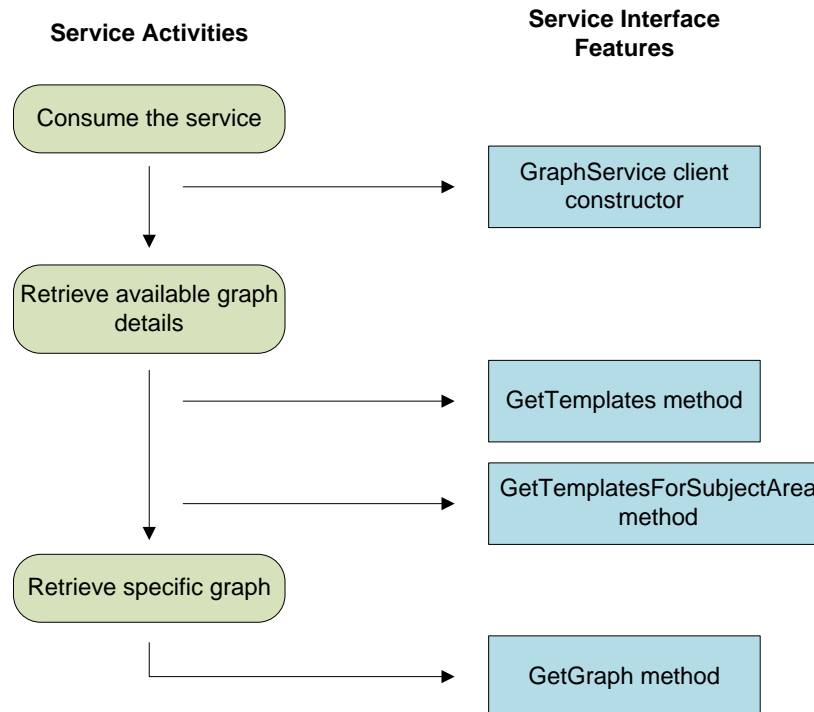 Service Activities
Service Interface
Features
Consume the service
GraphService client
constructor
Retrieve available graph
details
GetTemplates method
GetTemplatesForSubjectArea
method
Retrieve specific graph
GetGraph method